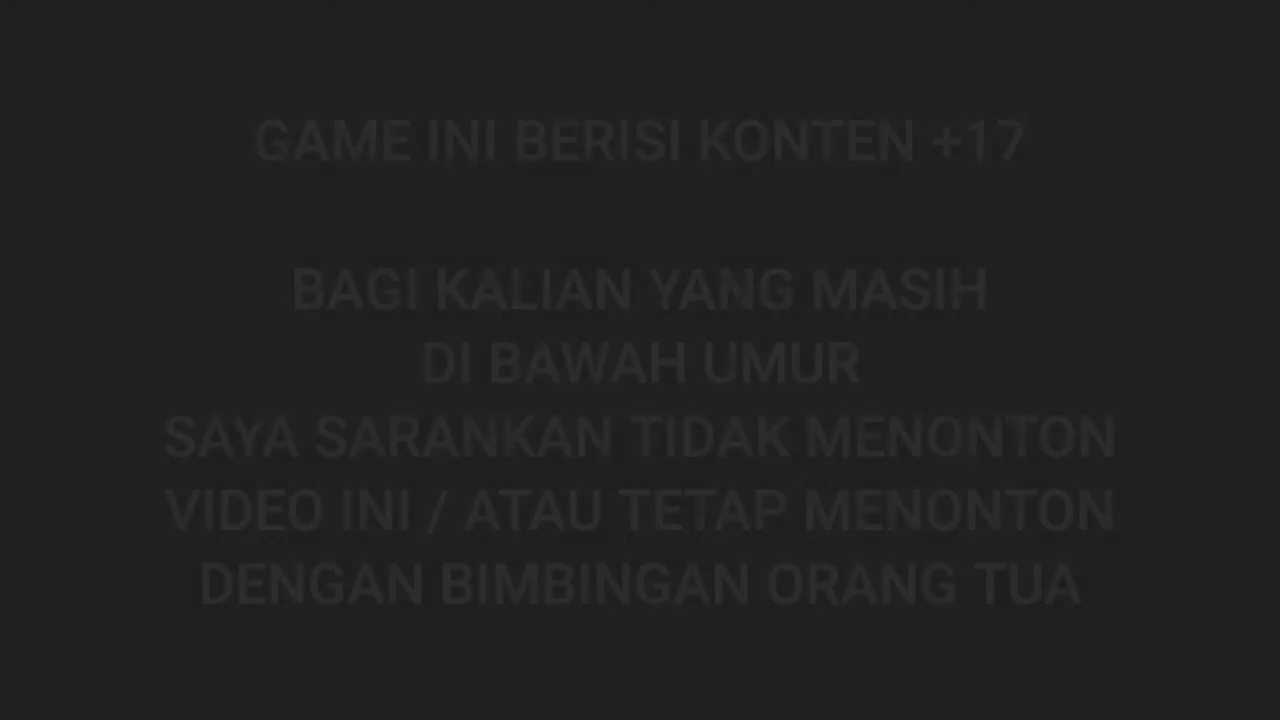 GAME INI BERISI KONTEN +17
BAGI KALIAN YANG MASIH
DI BAWAH UMUR
SAYA SARANKAN TIDAK MENONTON
VIDEO INI / ATAU TETAP MENONTON
DENGAN BIMBINGAN ORANG TUA